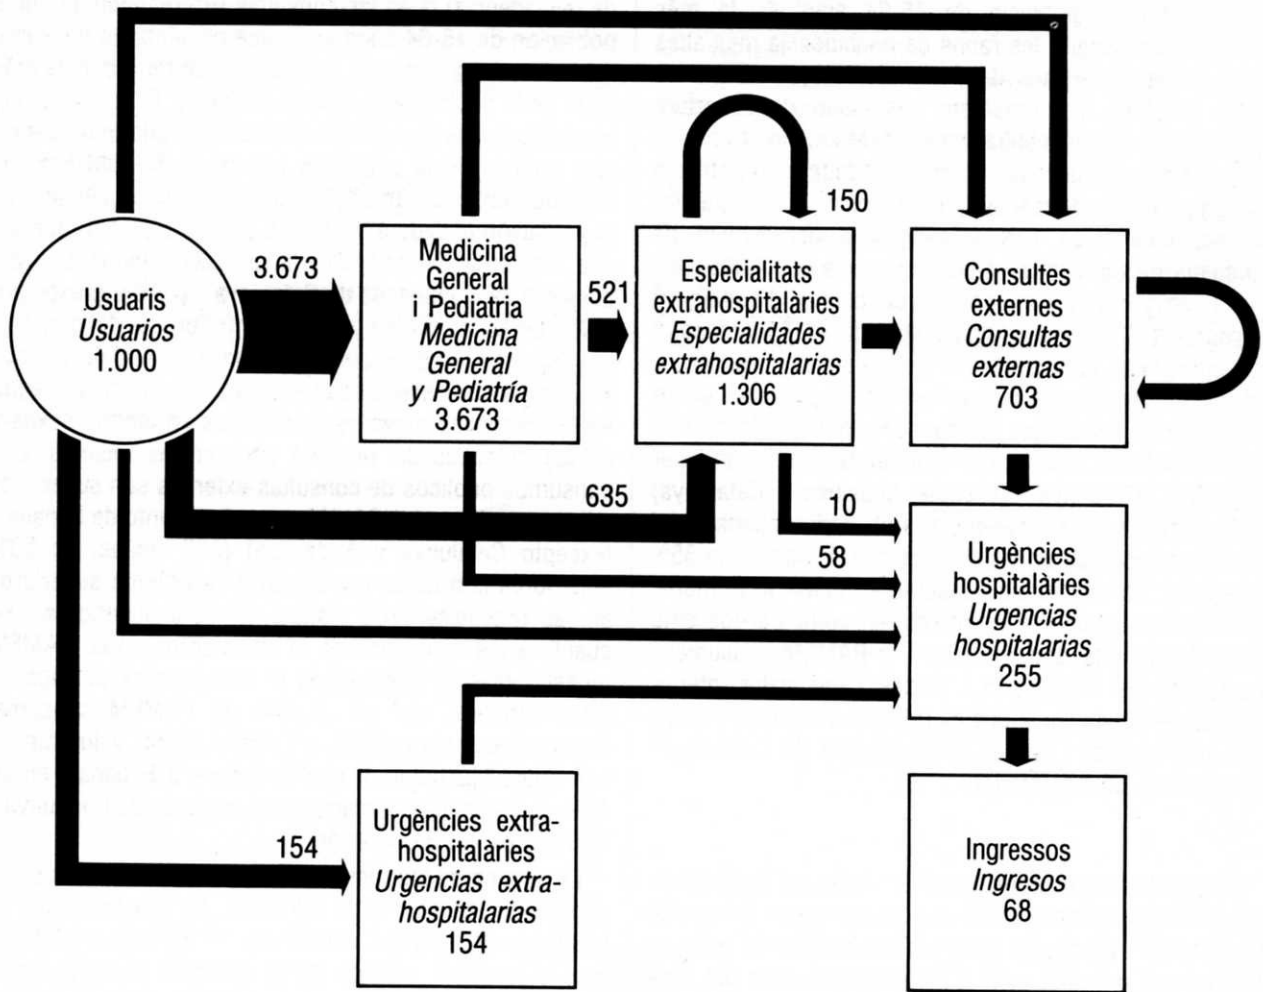 150
Usuaris
Usuarios
1.000
3.673
Medicina
General
i Pediatria
Medicina
General
y Pediatría
3.673
521
Especialitats
extrahospitalàries
Especialidades
extrahospitalarias
1.306
Consultes
externes
Consultas
externas
703
635
10
58
Urgències
hospitalàries
Urgencias
hospitalarias
255
154
Urgències extra-
hospitalàries
Urgencias extra-
hospitalarias
154
Ingressos
Ingresos
68